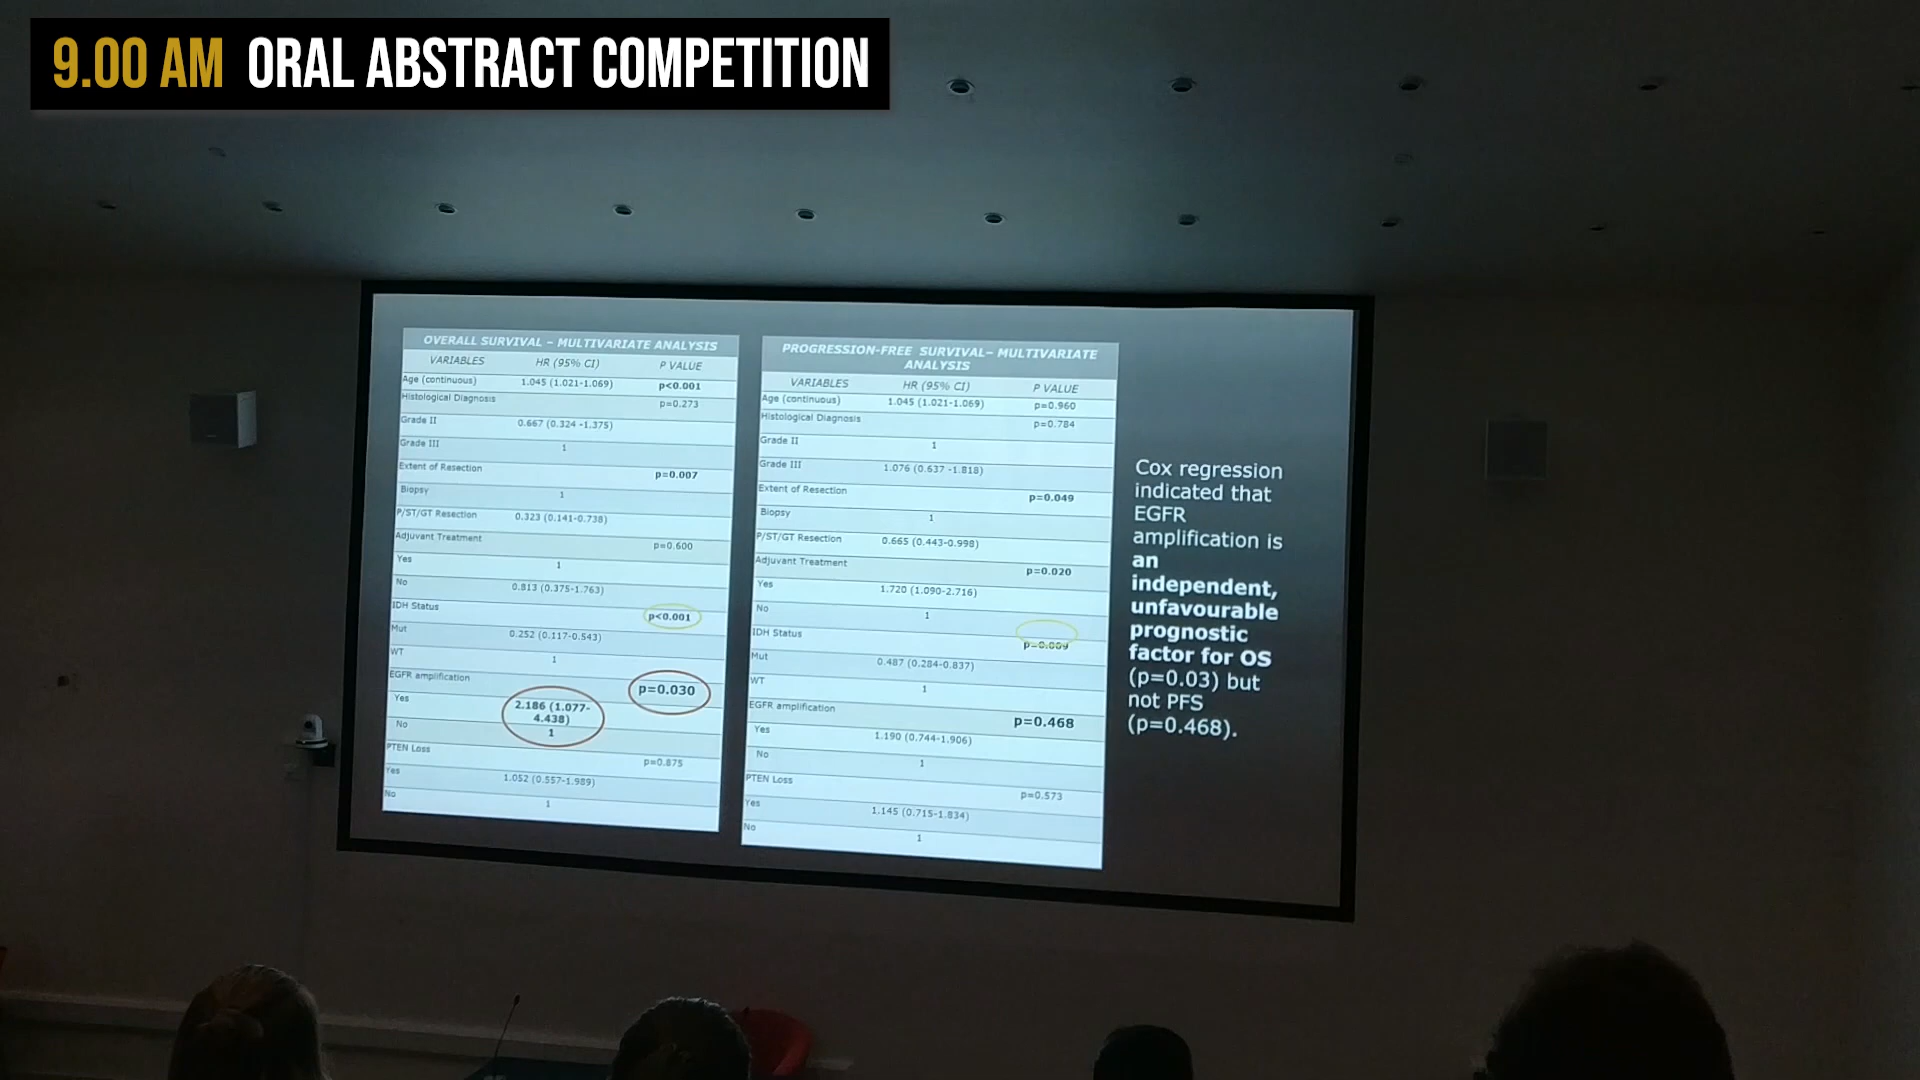 9.00 AM ORAL ABSTRACT COMPETITION
OVERALL SURVIVAL – MULTIVARIATE ANALYSIS
VARIABLES HR (95% CI) P VALUE
Age (continuous) 1.045 (1.021-1.069) p<0.001
Histological Diagnosis p=0.273
Grade II 0.667 (0.324 -1.375)
Grade III 1
Extent of Resection p=0.007
Biopsy 1
P/ST/GT Resection 0.323 (0.141-0.738)
Adjuvant Treatment p=0.600
Yes 1
No 0.813 (0.375-1.763)
IDH Status p<0.001
Mut 0.252 (0.117-0.543)
WT 1
EGFR amplification p=0.030
Yes 2.186 (1.077-
4.438)
No 1
PTEN Loss p=0.875
Yes 1.052 (0.557-1.989)
No 1
PROGRESSION-FREE SURVIVAL– MULTIVARIATE
ANALYSIS
VARIABLES HR (95% CI) P VALUE
Age (continuous) 1.045 (1.021-1.069) p=0.960
Histological Diagnosis p=0.784
Grade II 1
Grade III 1.076 (0.637 -1.818)
Extent of Resection p=0.049
Biopsy 1
P/ST/GT Resection 0.665 (0.443-0.998)
Adjuvant Treatment p=0.020
Yes 1.720 (1.090-2.716)
No 1
IDH Status p=0.009
Mut 0.487 (0.284-0.837)
WT 1
EGFR amplification p=0.468
Yes 1.190 (0.744-1.906)
No 1
PTEN Loss p=0.573
Yes 1.145 (0.715-1.834)
No 1
Cox regression
indicated that
EGFR
amplification is
an
independent,
unfavourable
prognostic
factor for OS
(p=0.03) but
not PFS
(p=0.468).